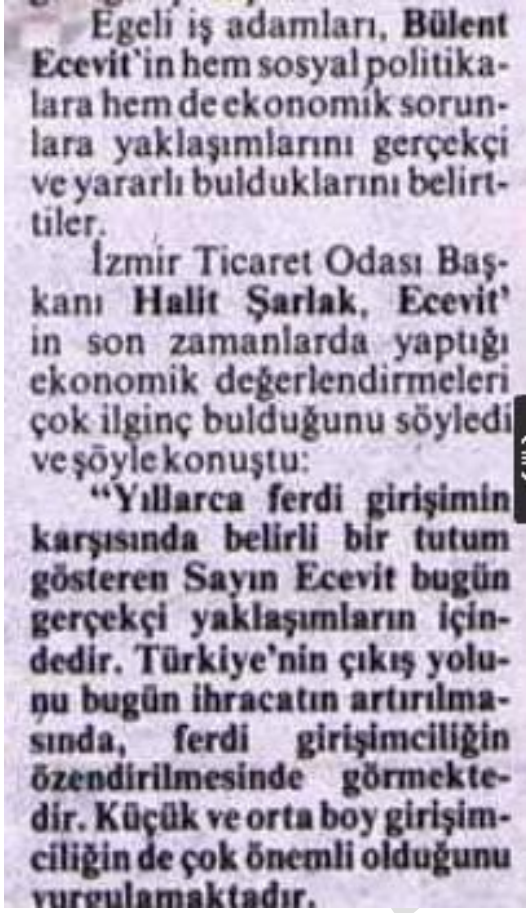 Egeli iş adamları, Bülent
Ecevit'in hem sosyal politika-
lara hem de ekonomik sorun-
lara yaklaşımlarını gerçekçi
ve yararlı bulduklarını belirt-
tiler.
İzmir Ticaret Odası Baş-
kanı Halit Şarlak, Ecevit'
in son zamanlarda yaptığı
ekonomik değerlendirmeleri
çok ilginç bulduğunu söyledi
ve şöyle konuştu:
“Yıllarca ferdi girişimin
karşısında belirli bir tutum
gösteren Sayın Ecevit bugün
gerçekçi yaklaşımların için-
dedir. Türkiye'nin çıkış yolu-
nu bugün ihracatın artırılma-
sında, ferdi girişimciliğin
özendirilmesinde görmekte-
dir. Küçük ve orta boy girişim-
ciliğin de çok önemli olduğunu
vurgulamaktadır.